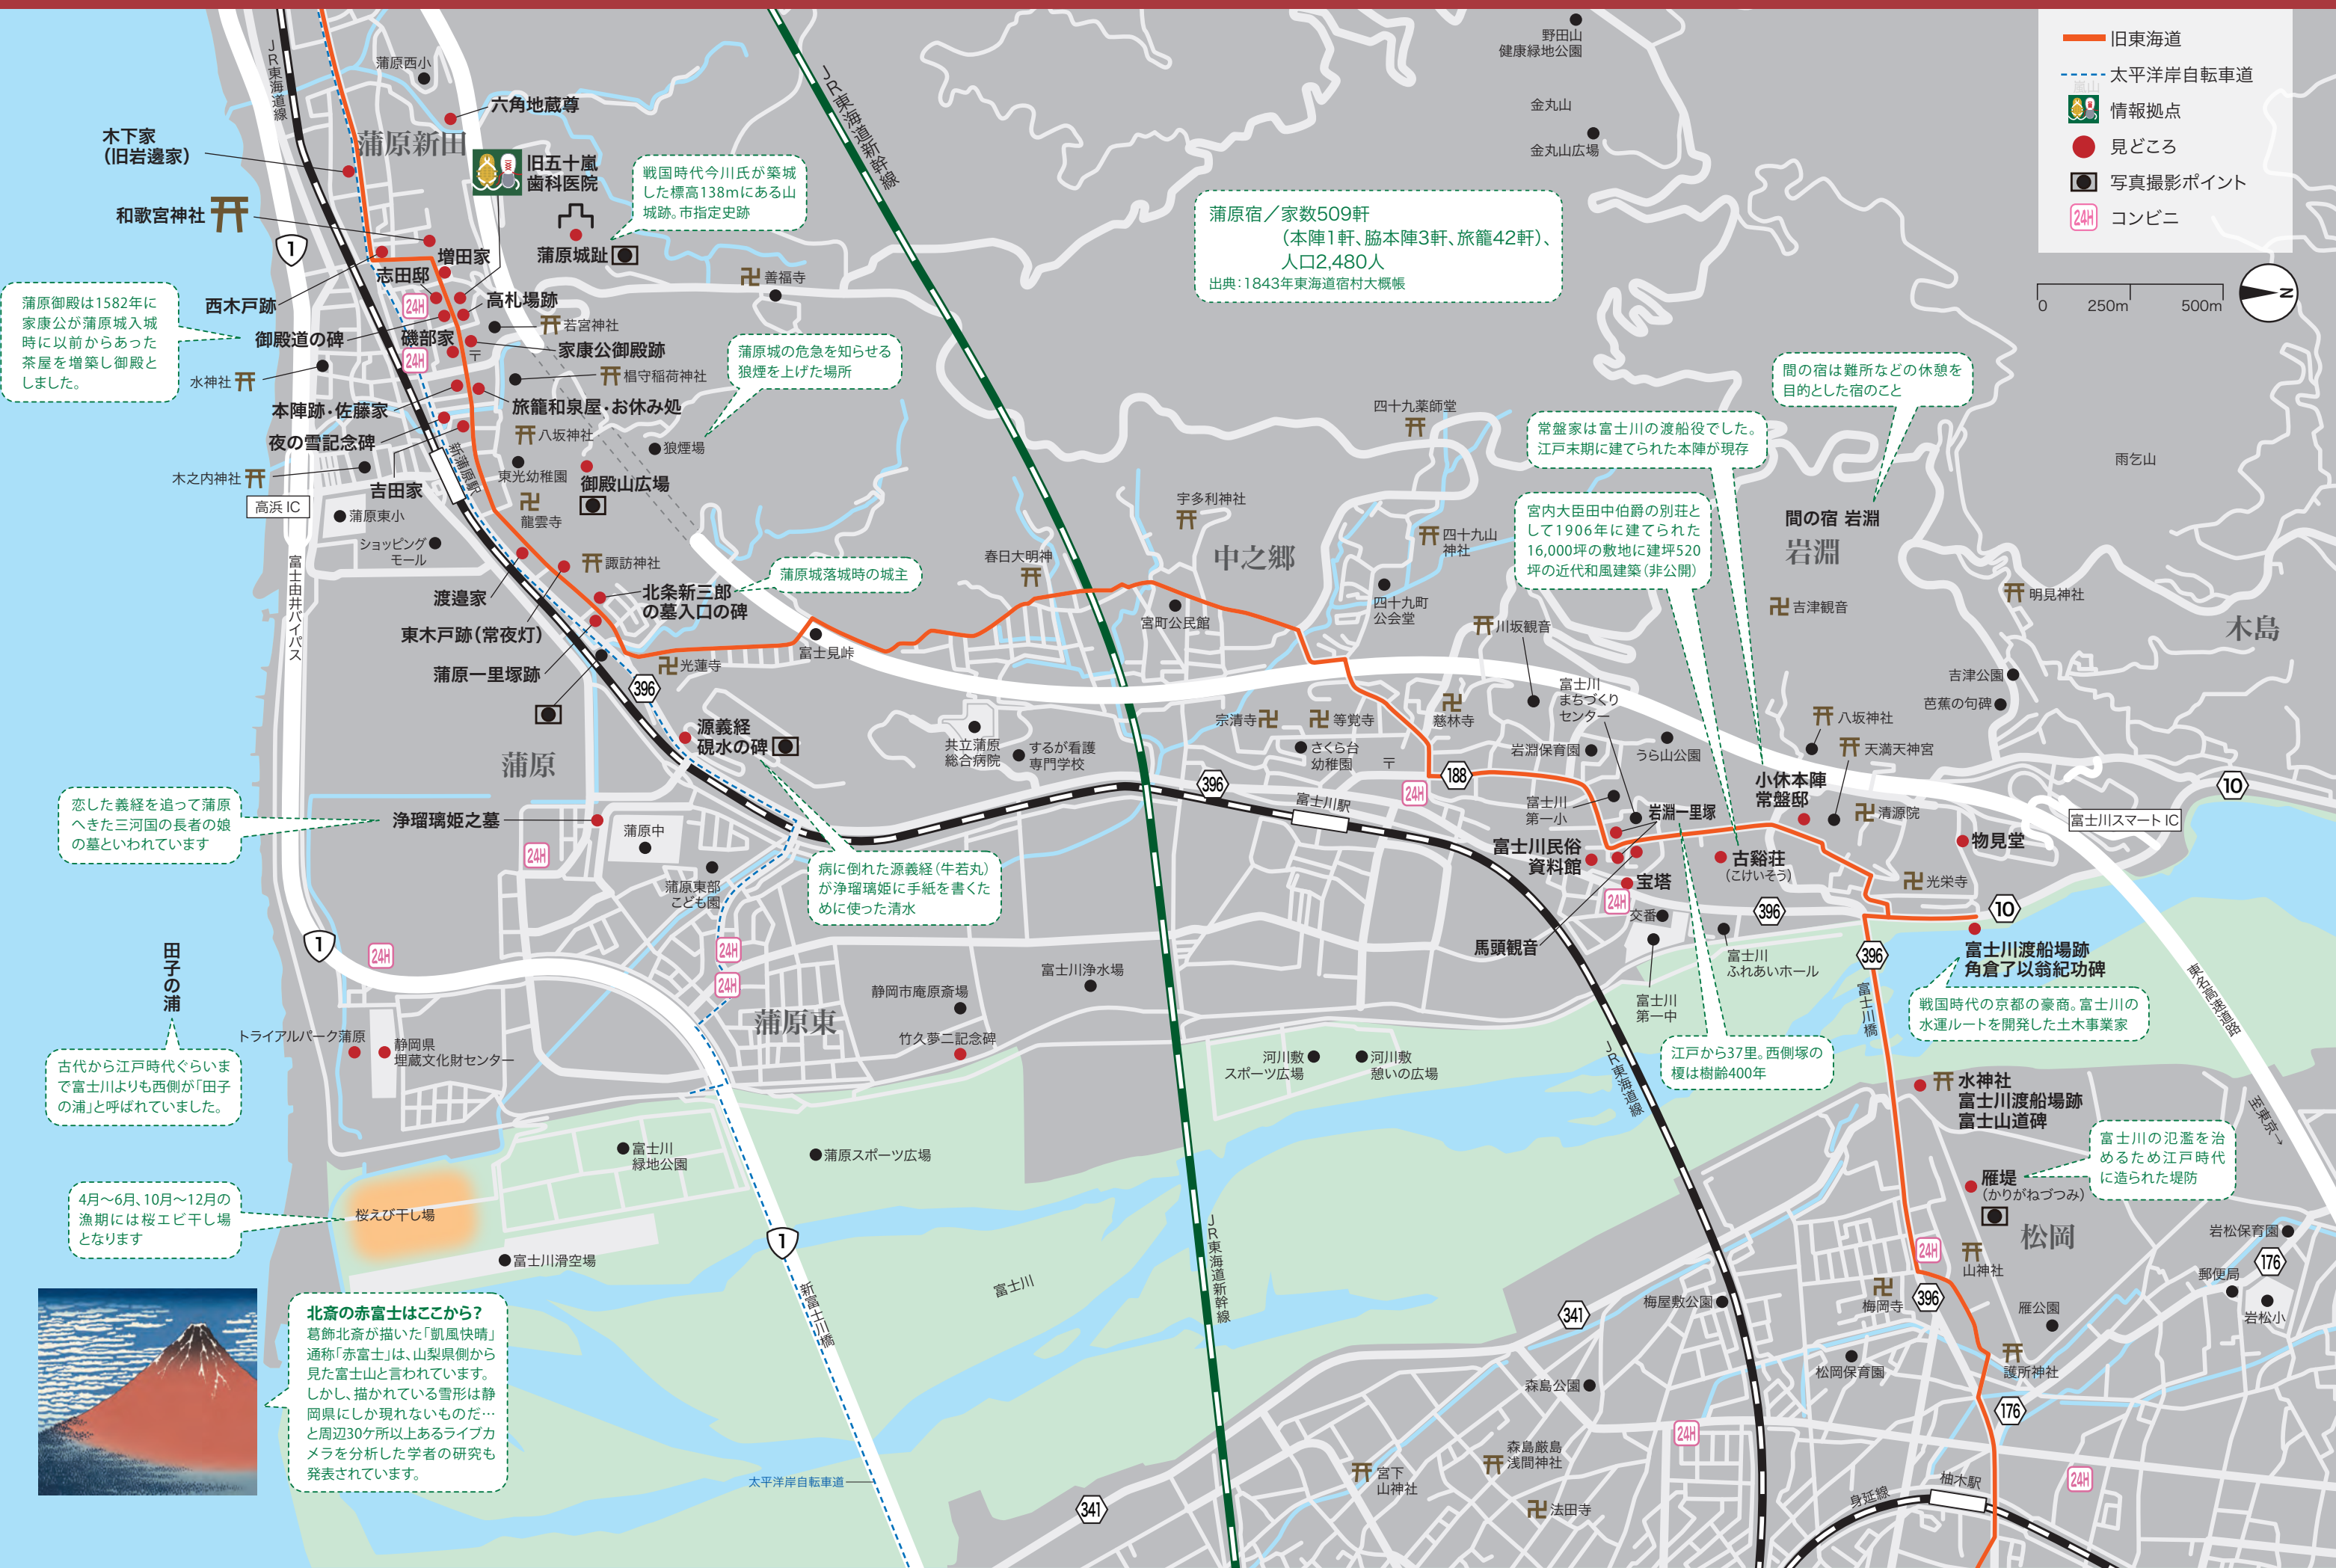 旧東海道
太平洋岸自転車道
嵐山
情報拠点
見どころ
写真撮影ポイント
24H コンビニ
0 250m 500m
N
野田山
健康緑地公園
金丸山
金丸山広場
蒲原宿／家数509軒
（本陣1軒、脇本陣3軒、旅籠42軒）、
人口2,480人
出典：1843年東海道宿村大概帳
JR東海道線
JR東海道新幹線
蒲原西小
六角地蔵尊
木下家
（旧岩邊家）
蒲原新田
和歌宮神社
旧五十嵐
歯科医院
戦国時代今川氏が築城
した標高138mにある山
城跡。市指定史跡
蒲原城趾
1
増田家
志田邸
24H
西木戸跡
高札場跡
善福寺
若宮神社
蒲原御殿は1582年に
家康公が蒲原城入城
時に以前からあった
茶屋を増築し御殿と
しました。
御殿道の碑
磯部家
24H
家康公御殿跡
水神社
椙守稲荷神社
蒲原城の危急を知らせる
狼煙を上げた場所
本陣跡・佐藤家
旅籠和泉屋・お休み処
夜の雪記念碑
八坂神社
狼煙場
新蒲原駅
木之内神社
吉田家
東光幼稚園
御殿山広場
高浜 IC
龍雲寺
蒲原東小
ショッピング
モール
富士由井バイパス
諏訪神社
渡邉家
北条新三郎
の墓入口の碑
蒲原城落城時の城主
東木戸跡（常夜灯）
蒲原一里塚跡
光蓮寺
396
富士見峠
春日大明神
宇多利神社
中之郷
宮町公民館
四十九薬師堂
四十九山
神社
四十九町
公会堂
川坂観音
間の宿は難所などの休憩を
目的とした宿のこと
常盤家は富士川の渡船役でした。
江戸末期に建てられた本陣が現存
宮内大臣田中伯爵の別荘と
して1906年に建てられた
16,000坪の敷地に建坪520
坪の近代和風建築（非公開）
雨乞山
間の宿 岩淵
岩淵
吉津観音
明見神社
木島
吉津公園
芭蕉の句碑
八坂神社
天満天神宮
蒲原
源義経
硯水の碑
共立蒲原
総合病院
するが看護
専門学校
宗清寺
等覚寺
さくら台
幼稚園
慈林寺
富士川
まちづくり
センター
岩淵保育園
うら山公園
188
24H
396
富士川駅
富士川
第一小
岩淵一里塚
小休本陣
常盤邸
清源院
富士川スマート IC
10
物見堂
富士川民俗
資料館
古谿荘
（こけいそう）
宝塔
24H
交番
396
光栄寺
10
馬頭観音
富士川
ふれあいホール
富士川
第一中
396
富士川橋
富士川渡船場跡
角倉了以翁紀功碑
戦国時代の京都の豪商。富士川の
水運ルートを開発した土木事業家
東名高速道路
至東京→
恋した義経を追って蒲原
へきた三河国の長者の娘
の墓といわれています
浄瑠璃姫之墓
蒲原中
24H
蒲原東部
こども園
病に倒れた源義経（牛若丸）
が浄瑠璃姫に手紙を書くた
めに使った清水
24H
24H
1
24H
田子の浦
富士川浄水場
静岡市庵原斎場
蒲原東
竹久夢二記念碑
トライアルパーク蒲原
静岡県
埋蔵文化財センター
古代から江戸時代ぐらいま
で富士川よりも西側が「田子
の浦」と呼ばれていました。
河川敷
スポーツ広場
河川敷
憩いの広場
JR東海道線
江戸から37里。西側塚の
榎は樹齢400年
水神社
富士川渡船場跡
富士山道碑
富士川の氾濫を治
めるため江戸時代
に造られた堤防
雁堤
（かりがねづつみ）
松岡
富士川
緑地公園
蒲原スポーツ広場
4月〜6月、10月〜12月の
漁期には桜エビ干し場
となります
桜えび干し場
富士川滑空場
1
新富士川橋
富士川
JR東海道新幹線
24H
山神社
岩松保育園
176
郵便局
岩松小
梅岡寺
396
雁公園
341
梅屋敷公園
護所神社
松岡保育園
森島公園
176
北斎の赤富士はここから？
葛飾北斎が描いた「凱風快晴」
通称「赤富士」は、山梨県側から
見た富士山と言われています。
しかし、描かれている雪形は静
岡県にしか現れないものだ…
と周辺30ケ所以上あるライブカ
メラを分析した学者の研究も
発表されています。
太平洋岸自転車道
24H
森島厳島
浅間神社
宮下
山神社
法田寺
341
身延線
柚木駅
24H